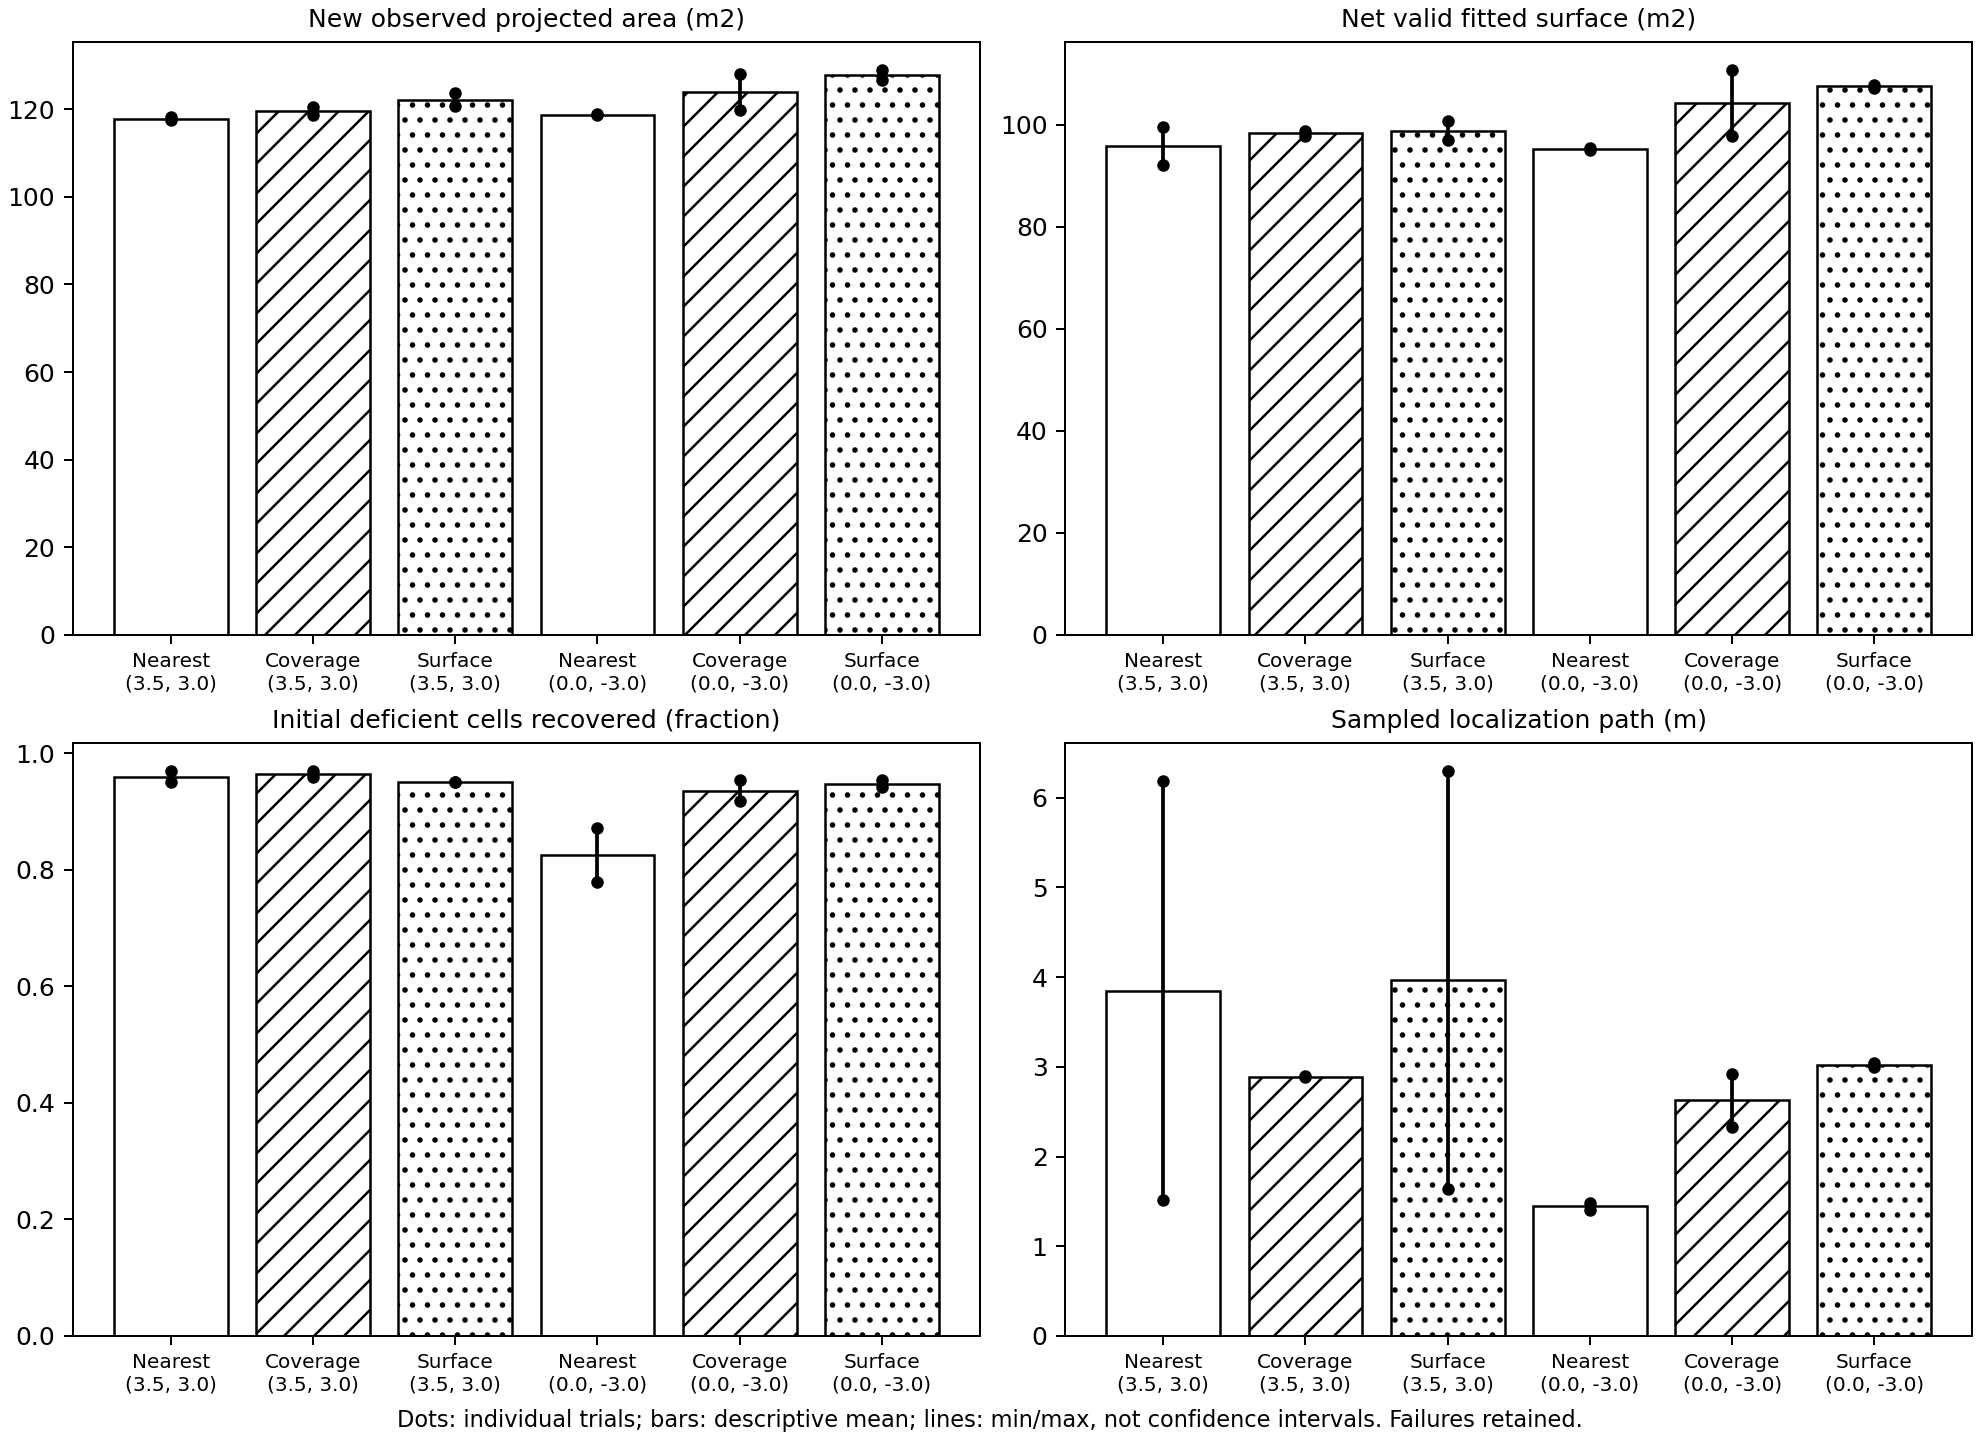 New observed projected area (m2)
120
100
80
60
40
20
0
Nearest (3.5, 3.0)
Coverage (3.5, 3.0)
Surface (3.5, 3.0)
Nearest (0.0, -3.0)
Coverage (0.0, -3.0)
Surface (0.0, -3.0)
Net valid fitted surface (m2)
100
80
60
40
20
0
Nearest (3.5, 3.0)
Coverage (3.5, 3.0)
Surface (3.5, 3.0)
Nearest (0.0, -3.0)
Coverage (0.0, -3.0)
Surface (0.0, -3.0)
Initial deficient cells recovered (fraction)
1.0
0.8
0.6
0.4
0.2
0.0
Nearest (3.5, 3.0)
Coverage (3.5, 3.0)
Surface (3.5, 3.0)
Nearest (0.0, -3.0)
Coverage (0.0, -3.0)
Surface (0.0, -3.0)
Sampled localization path (m)
6
5
4
3
2
1
0
Nearest (3.5, 3.0)
Coverage (3.5, 3.0)
Surface (3.5, 3.0)
Nearest (0.0, -3.0)
Coverage (0.0, -3.0)
Surface (0.0, -3.0)
Dots: individual trials; bars: descriptive mean; lines: min/max, not confidence intervals. Failures retained.